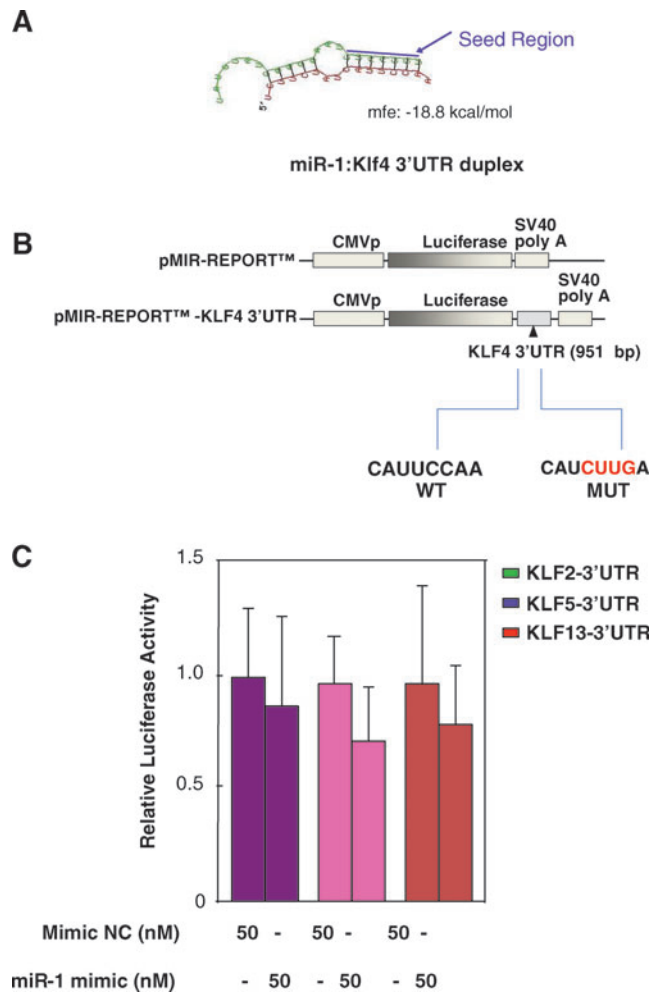 A
Seed Region
5'
mfe: -18.8 kcal/mol
miR-1:Klf4 3'UTR duplex
B
SV40
CMVp Luciferase poly A
pMIR-REPORT™
SV40
CMVp Luciferase poly A
pMIR-REPORT™ -KLF4 3'UTR
KLF4 3'UTR (951 bp)
CAUUCCAA CAUCUUGA
WT MUT
C
1.5
KLF2-3'UTR
KLF5-3'UTR
KLF13-3'UTR
1.0
0.5
0
Relative Luciferase Activity
Mimic NC (nM) 50 - 50 - 50 -
miR-1 mimic (nM) - 50 - 50 - 50